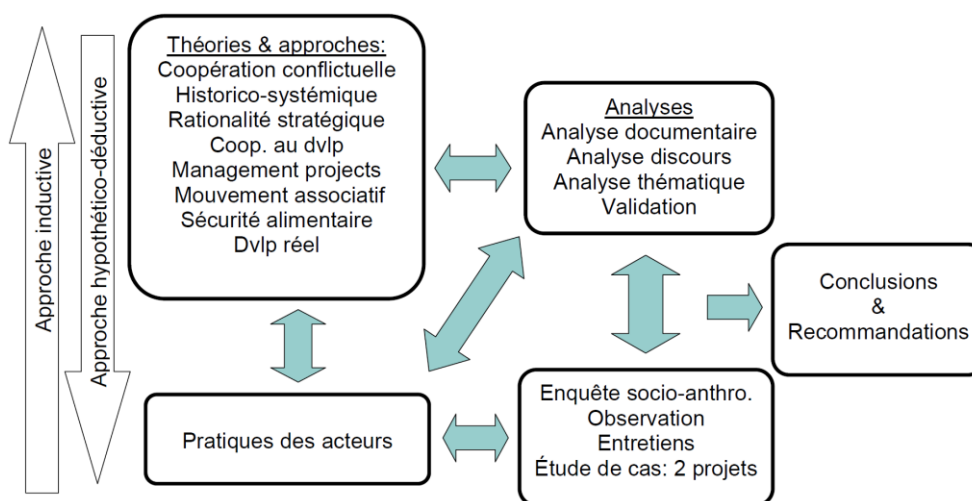 Approche inductive
Approche hypothético-déductive
Théories & approches:
Coopération conflictuelle
Historico-systémique
Rationalité stratégique
Coop. au dvlp
Management projects
Mouvement associatif
Sécurité alimentaire
Dvlp réel
Analyses
Analyse documentaire
Analyse discours
Analyse thématique
Validation
Conclusions
&
Recommandations
Pratiques des acteurs
Enquête socio-anthro.
Observation
Entretiens
Étude de cas: 2 projets